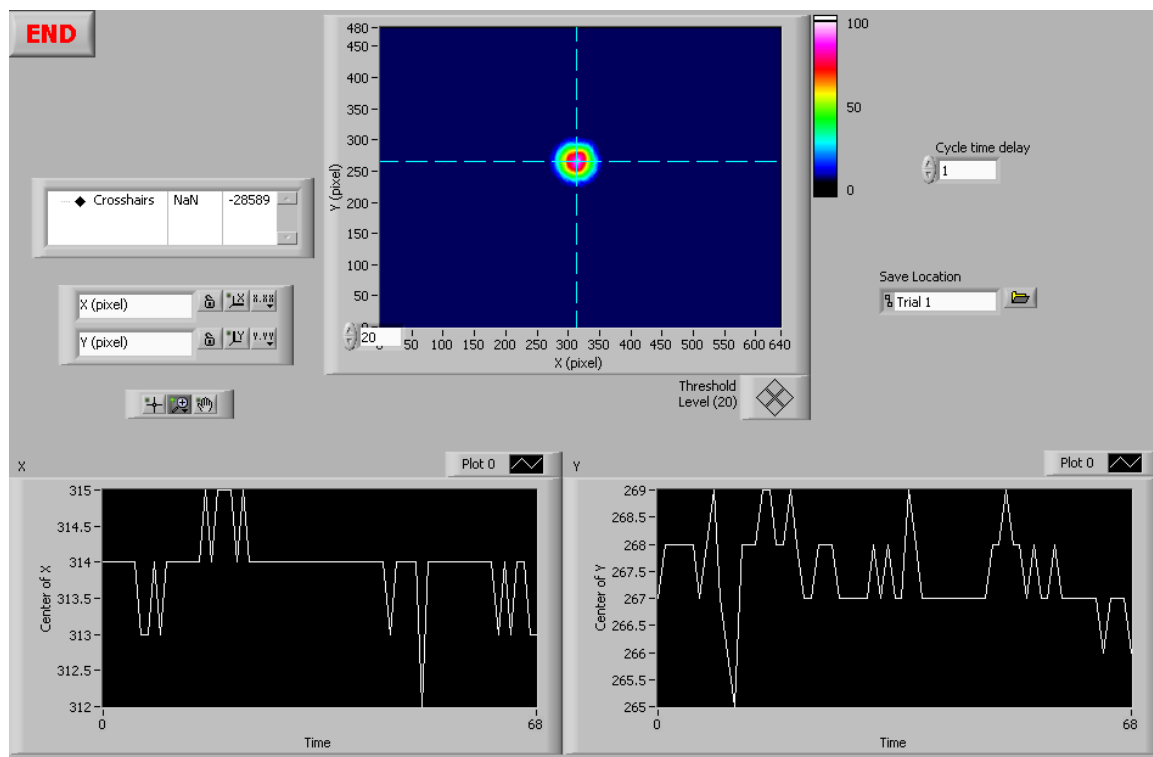 END
480
450
400
350
300
250
200
150
100
50
0
Y (pixel)
20
50 100 150 200 250 300 350 400 450 500 550 600 640
X (pixel)
100
50
0
Cycle time delay
1
Crosshairs NaN -28589
Save Location
Trial 1
X (pixel)
X.XX
Y (pixel)
Y.YY
Threshold
Level (20)
X
Plot 0
315
314.5
314
313.5
313
312.5
312
Center of X
0 68
Time
Y
Plot 0
269
268.5
268
267.5
267
266.5
266
265.5
265
Center of Y
0 68
Time